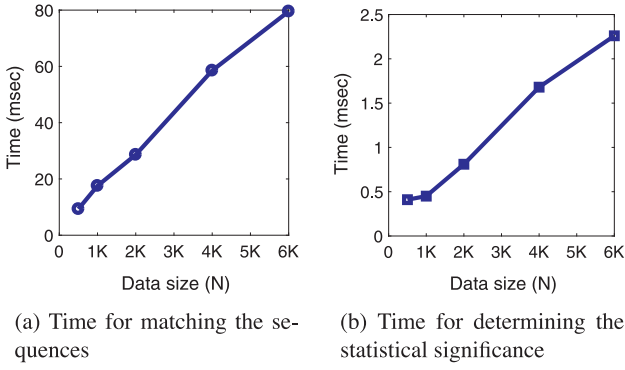 80
60
40
20
0
Time (msec)
0 1K 2K 3K 4K 5K 6K
Data size (N)
(a) Time for matching the se-
quences
2.5
2
1.5
1
0.5
0
Time (msec)
0 1K 2K 3K 4K 5K 6K
Data size (N)
(b) Time for determining the
statistical significance